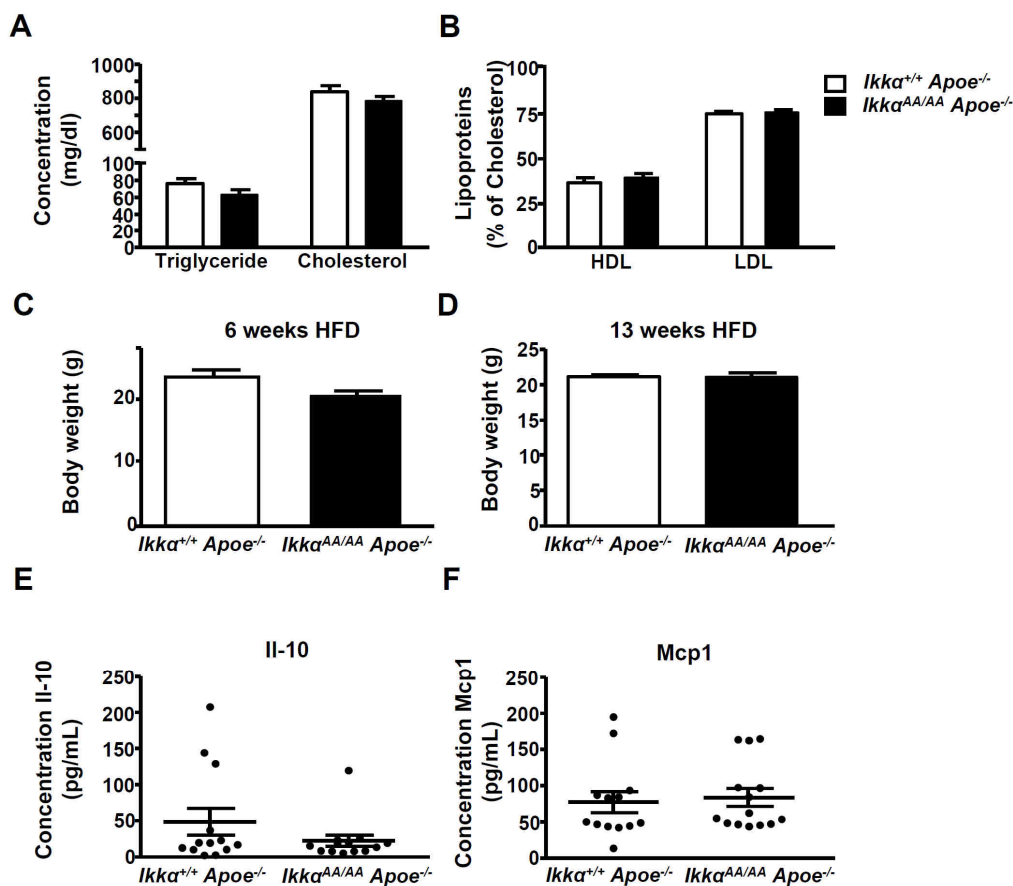 A
Concentration
(mg/dl)
1000
800
600
100
80
60
40
20
0
Triglyceride Cholesterol
B
Lipoproteins
(% of Cholesterol)
100
75
50
25
0
HDL LDL
Ikkα+/+ Apoe-/-
IkkαAA/AA Apoe-/-
C
6 weeks HFD
Body weight (g)
20
10
0
Ikkα+/+ Apoe-/- IkkαAA/AA Apoe-/-
D
13 weeks HFD
Body weight (g)
25
20
15
10
5
0
Ikkα+/+ Apoe-/- IkkαAA/AA Apoe-/-
E
Il-10
Concentration Il-10
(pg/mL)
250
200
150
100
50
0
Ikkα+/+ Apoe-/- IkkαAA/AA Apoe-/-
F
Mcp1
Concentration Mcp1
(pg/mL)
250
200
150
100
50
0
Ikkα+/+ Apoe-/- IkkαAA/AA Apoe-/-